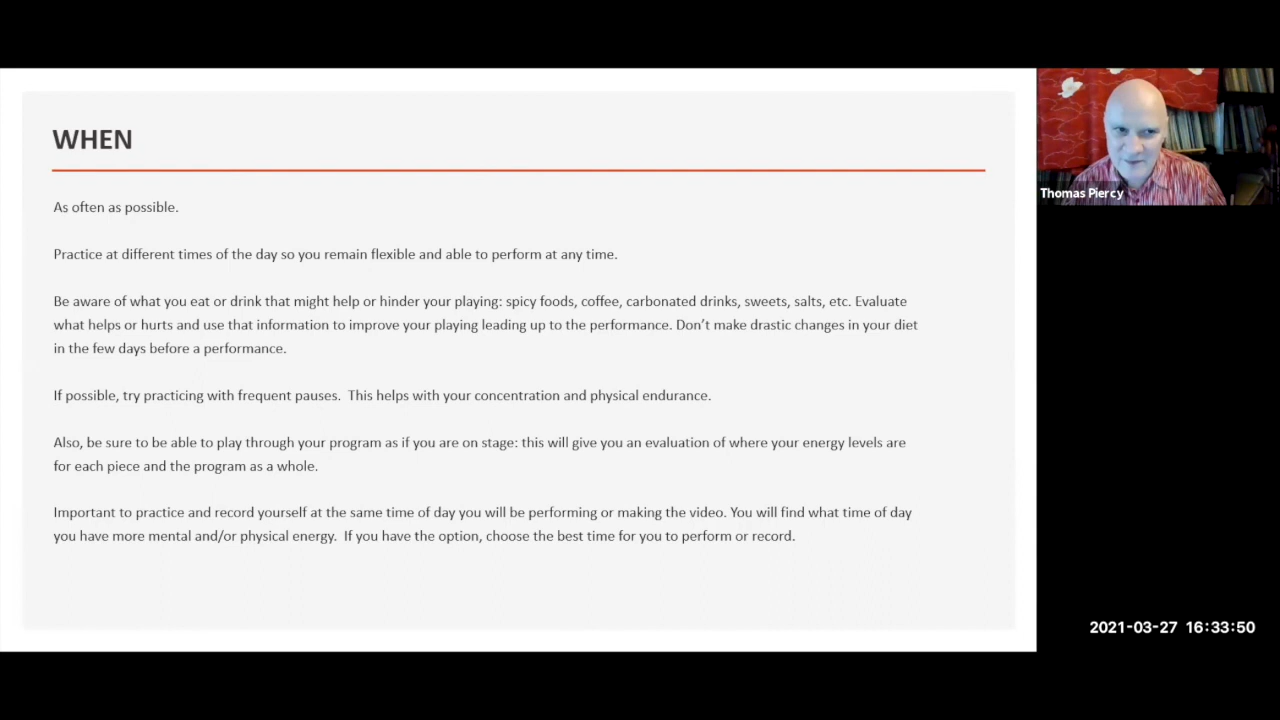 WHEN
As often as possible.
Practice at different times of the day so you remain flexible and able to perform at any time.
Be aware of what you eat or drink that might help or hinder your playing: spicy foods, coffee, carbonated drinks, sweets, salts, etc. Evaluate
what helps or hurts and use that information to improve your playing leading up to the performance. Don’t make drastic changes in your diet
in the few days before a performance.
If possible, try practicing with frequent pauses.  This helps with your concentration and physical endurance.
Also, be sure to be able to play through your program as if you are on stage: this will give you an evaluation of where your energy levels are
for each piece and the program as a whole.
Important to practice and record yourself at the same time of day you will be performing or making the video. You will find what time of day
you have more mental and/or physical energy.  If you have the option, choose the best time for you to perform or record.
Thomas Piercy
2021-03-27 16:33:50